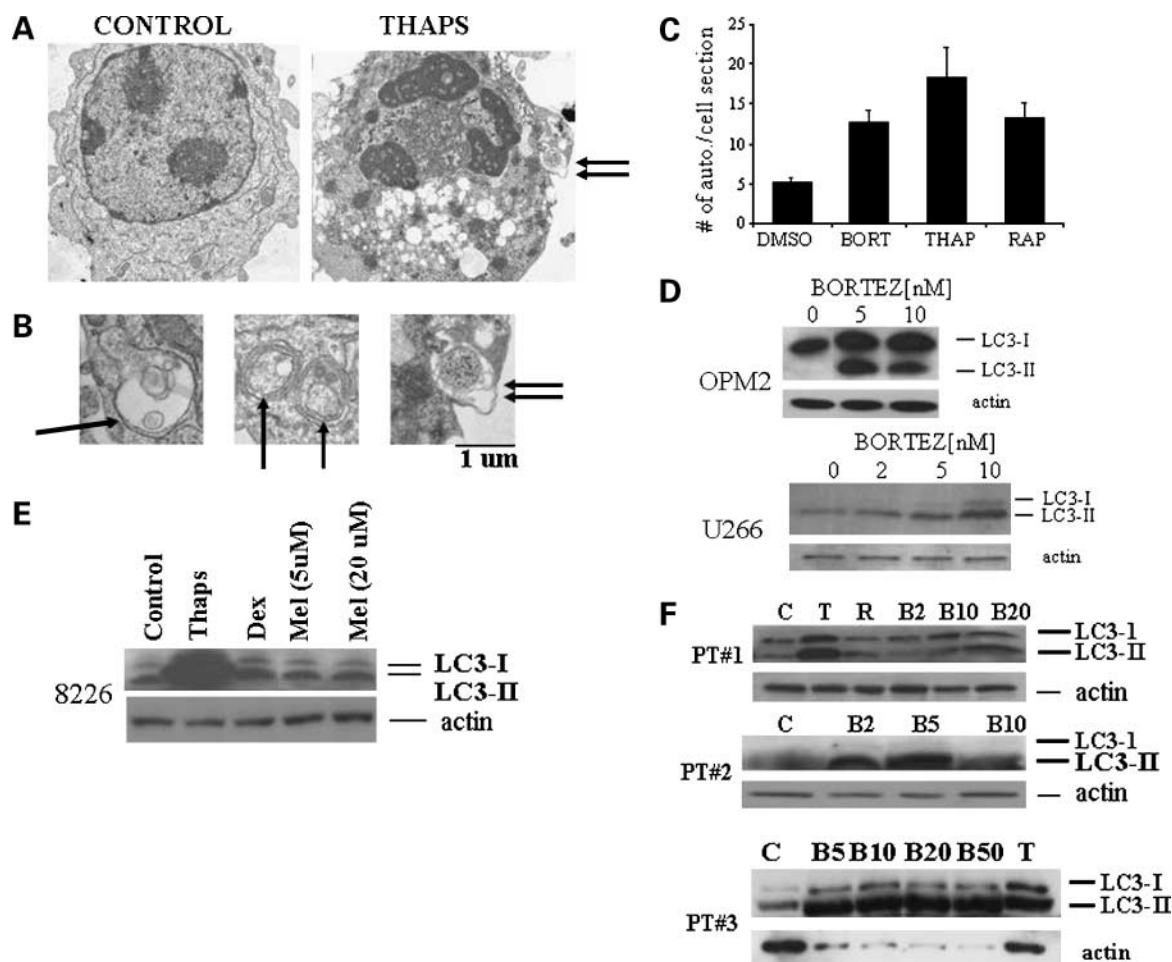 A
CONTROL
THAPS
B
1 um
C
# of auto./cell section
25
20
15
10
5
0
DMSO BORT THAP RAP
D
BORTEZ[nM]
0 5 10
LC3-I
LC3-II
OPM2
actin
BORTEZ[nM]
0 2 5 10
LC3-I
LC3-II
U266
actin
E
Control
Thaps
Dex
Mel (5uM)
Mel (20 uM)
LC3-I
LC3-II
8226
actin
F
C T R B2 B10 B20
LC3-1
LC3-II
PT#1
actin
C B2 B5 B10
LC3-1
LC3-II
PT#2
actin
C B5 B10 B20 B50 T
LC3-I
LC3-II
PT#3
actin